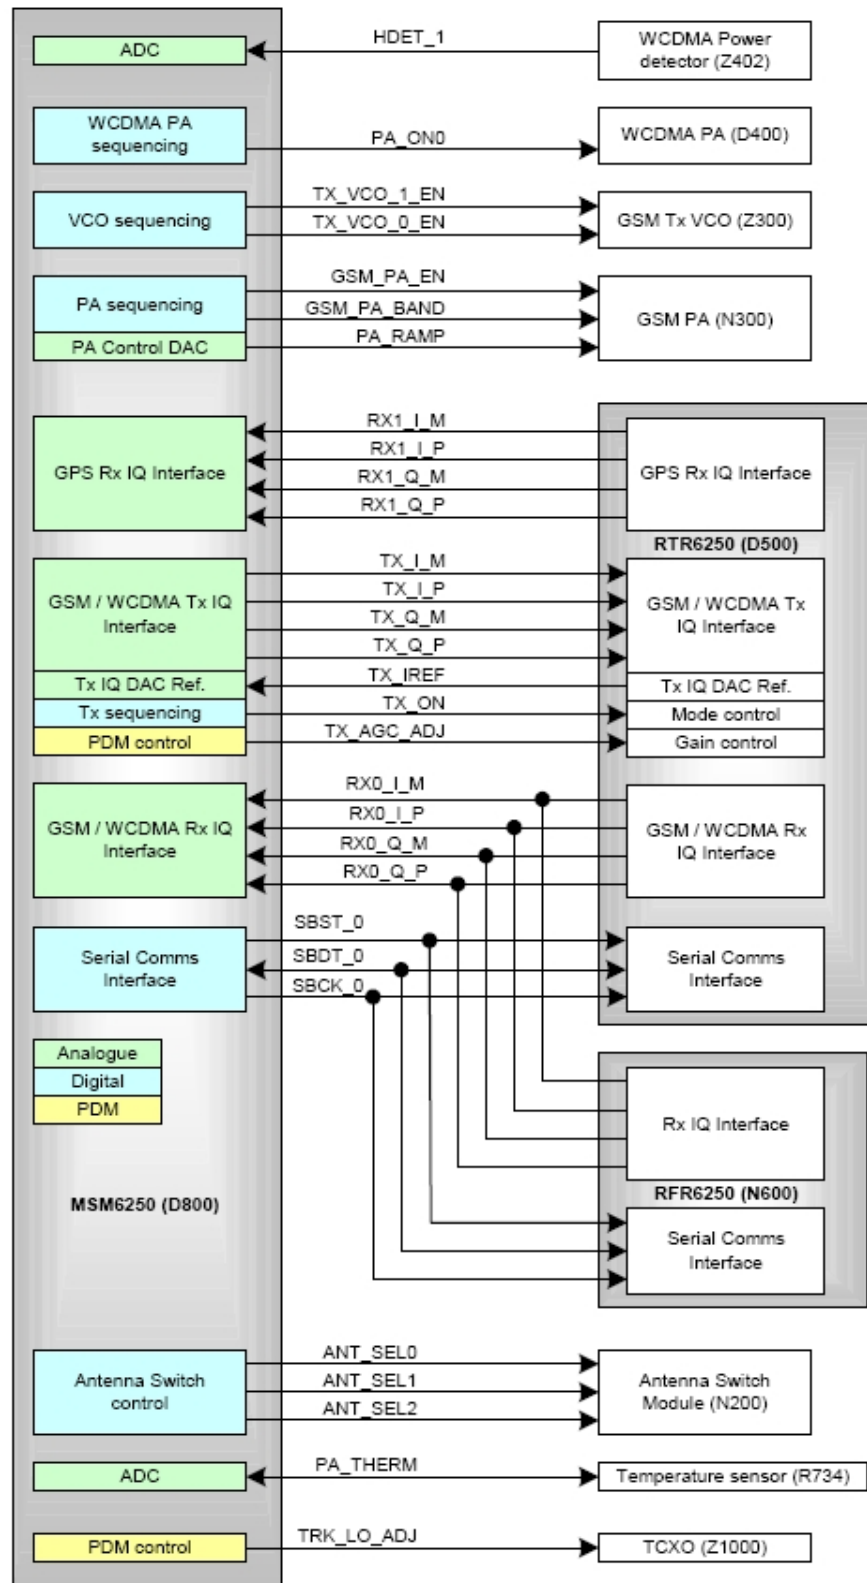 ADC
HDET_1
WCDMA Power
detector (Z402)
WCDMA PA
sequencing
PA_ON0
WCDMA PA (D400)
VCO sequencing
TX_VCO_1_EN
TX_VCO_0_EN
GSM Tx VCO (Z300)
PA sequencing
PA Control DAC
GSM_PA_EN
GSM_PA_BAND
PA_RAMP
GSM PA (N300)
GPS Rx IQ Interface
RX1_I_M
RX1_I_P
RX1_Q_M
RX1_Q_P
GPS Rx IQ Interface
RTR6250 (D500)
GSM / WCDMA Tx IQ
Interface
TX_I_M
TX_I_P
TX_Q_M
TX_Q_P
GSM / WCDMA Tx
IQ Interface
Tx IQ DAC Ref.
TX_IREF
Tx IQ DAC Ref.
Tx sequencing
TX_ON
Mode control
PDM control
TX_AGC_ADJ
Gain control
GSM / WCDMA Rx IQ
Interface
RX0_I_M
RX0_I_P
RX0_Q_M
RX0_Q_P
GSM / WCDMA Rx
IQ Interface
Serial Comms
Interface
SBST_0
SBDT_0
SBCK_0
Serial Comms
Interface
Analogue
Digital
PDM
MSM6250 (D800)
Rx IQ Interface
RFR6250 (N600)
Serial Comms
Interface
Antenna Switch
control
ANT_SEL0
ANT_SEL1
ANT_SEL2
Antenna Switch
Module (N200)
ADC
PA_THERM
Temperature sensor (R734)
PDM control
TRK_LO_ADJ
TCXO (Z1000)